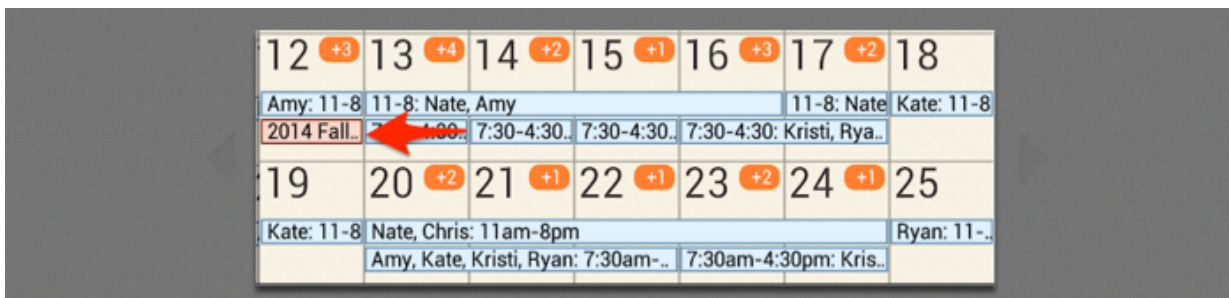 12 +3 13 +4 14 +2 15 +1 16 +3 17 +2 18
Amy: 11-8 11-8: Nate, Amy 11-8: Nate Kate: 11-8
2014 Fall.. 7:30-4:30.. 7:30-4:30.. 7:30-4:30: Kristi, Rya..
19 20 +2 21 +1 22 +1 23 +2 24 +1 25
Kate: 11-8 Nate, Chris: 11am-8pm Ryan: 11-..
Amy, Kate, Kristi, Ryan: 7:30am-.. 7:30am-4:30pm: Kris..